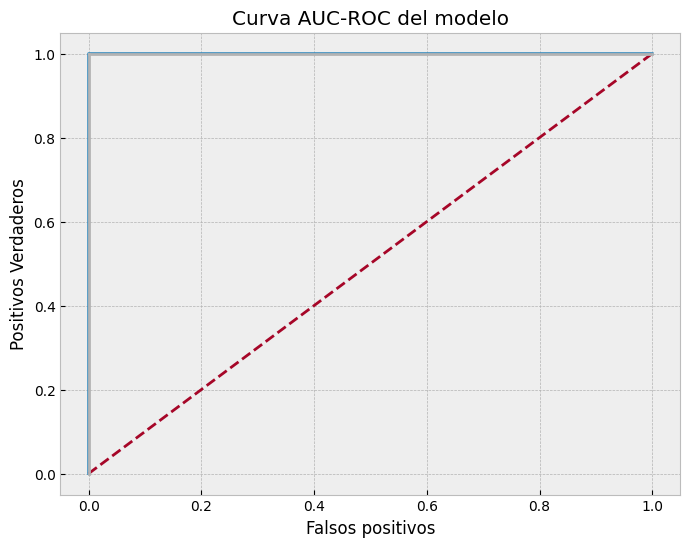 Curva AUC-ROC del modelo
Positivos Verdaderos
1.0
0.8
0.6
0.4
0.2
0.0
0.0 0.2 0.4 0.6 0.8 1.0
Falsos positivos